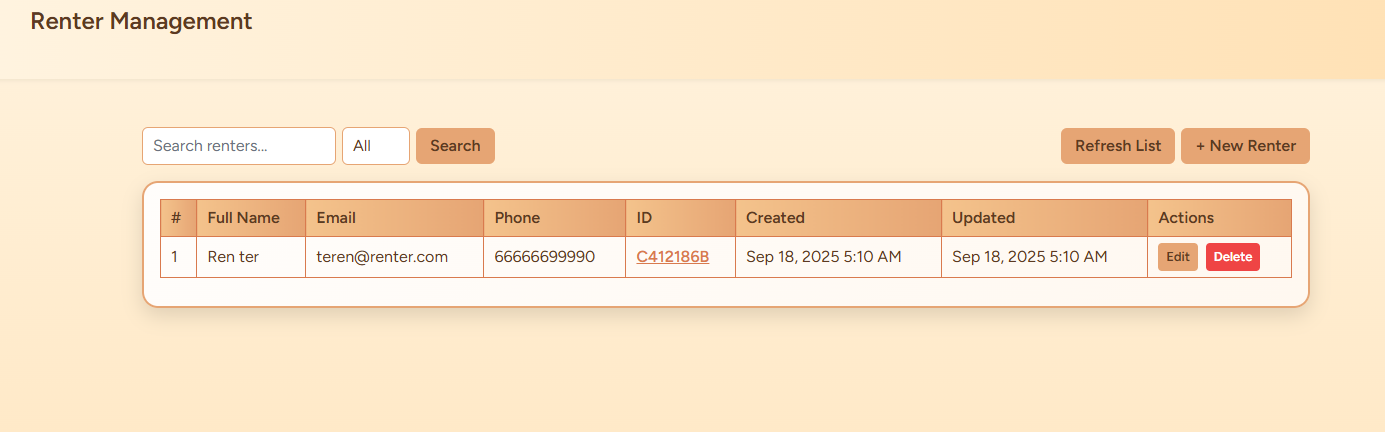 Renter Management
Search renters... All Search Refresh List + New Renter
# Full Name Email Phone ID Created Updated Actions
1 Ren ter teren@renter.com 66666699990 C412186B Sep 18, 2025 5:10 AM Sep 18, 2025 5:10 AM Edit Delete